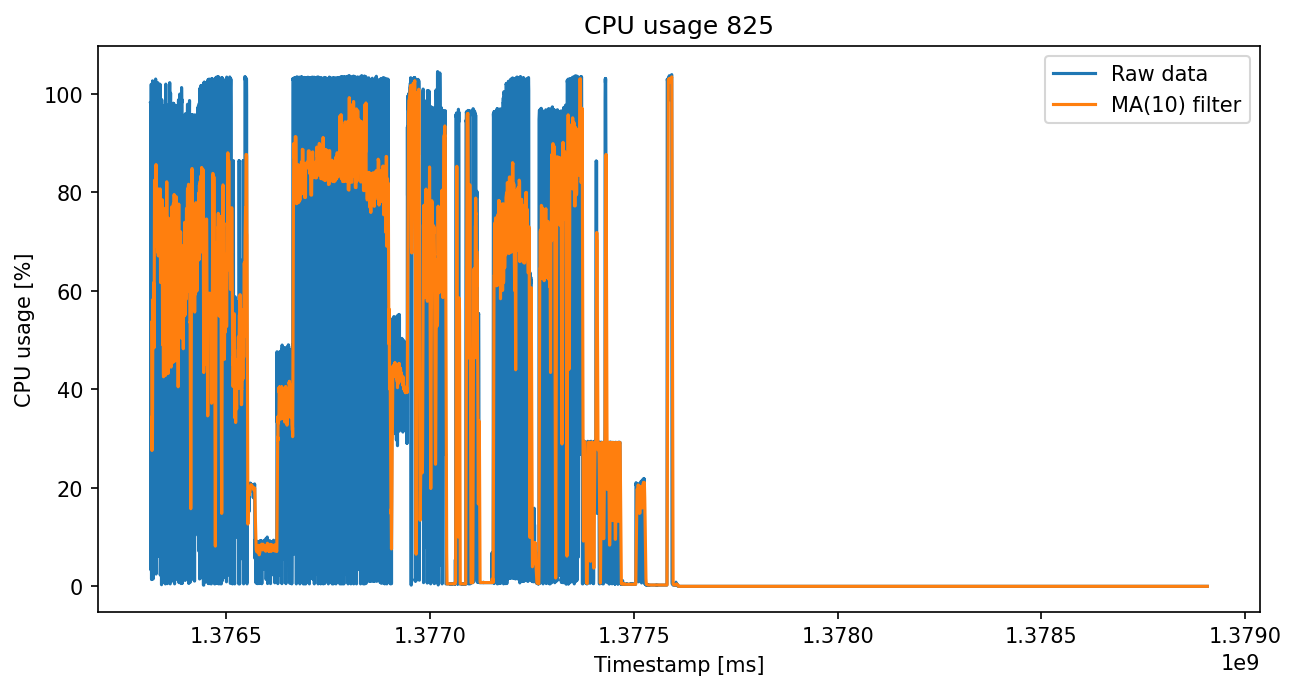 CPU usage 825
Raw data
MA(10) filter
CPU usage [%]
100
80
60
40
20
0
1.3765 1.3770 1.3775 1.3780 1.3785 1.3790
1e9
Timestamp [ms]